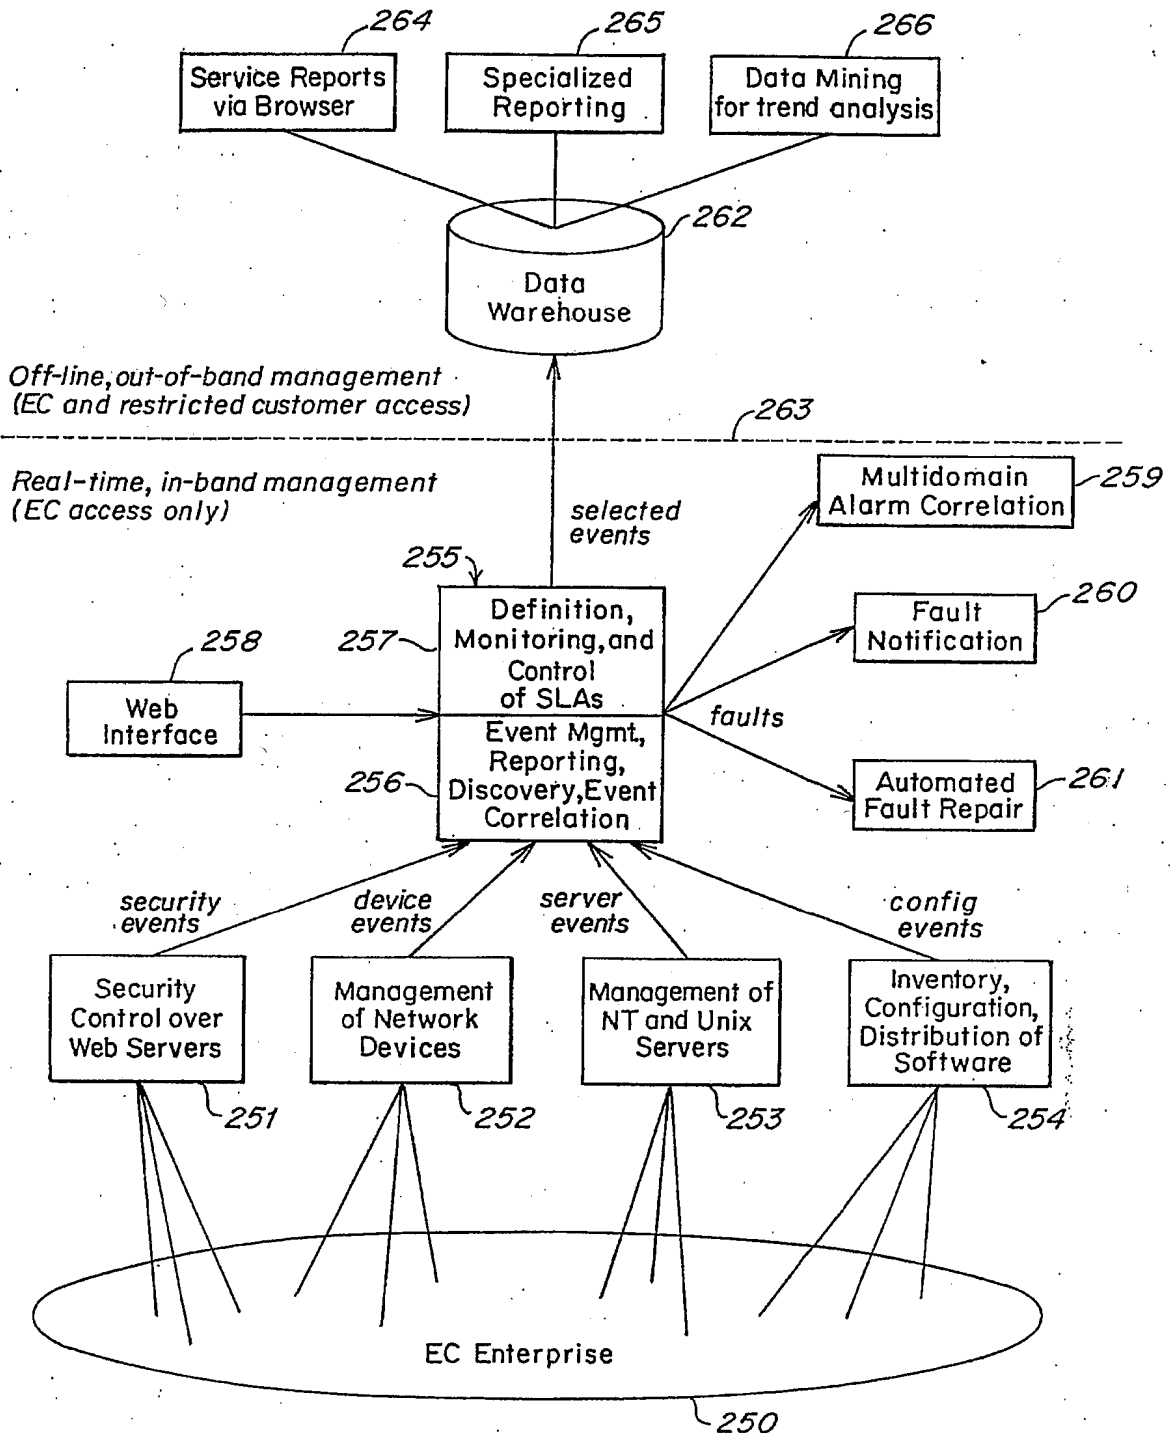 264
265
266
Service Reports
via Browser
Specialized
Reporting
Data Mining
for trend analysis
262
Data
Warehouse
Off-line, out-of-band management
(EC and restricted customer access)
263
Real-time, in-band management
(EC access only)
Multidomain
Alarm Correlation
259
selected
events
255
Definition,
Monitoring, and
Control
of SLAs
257
258
Web
Interface
260
Fault
Notification
faults
Event Mgmt.,
Reporting,
Discovery, Event
Correlation
256
261
Automated
Fault Repair
security
events
device
events
server
events
config
events
Security
Control over
Web Servers
Management
of Network
Devices
Management of
NT and Unix
Servers
Inventory,
Configuration,
Distribution of
Software
251
252
253
254
EC Enterprise
250